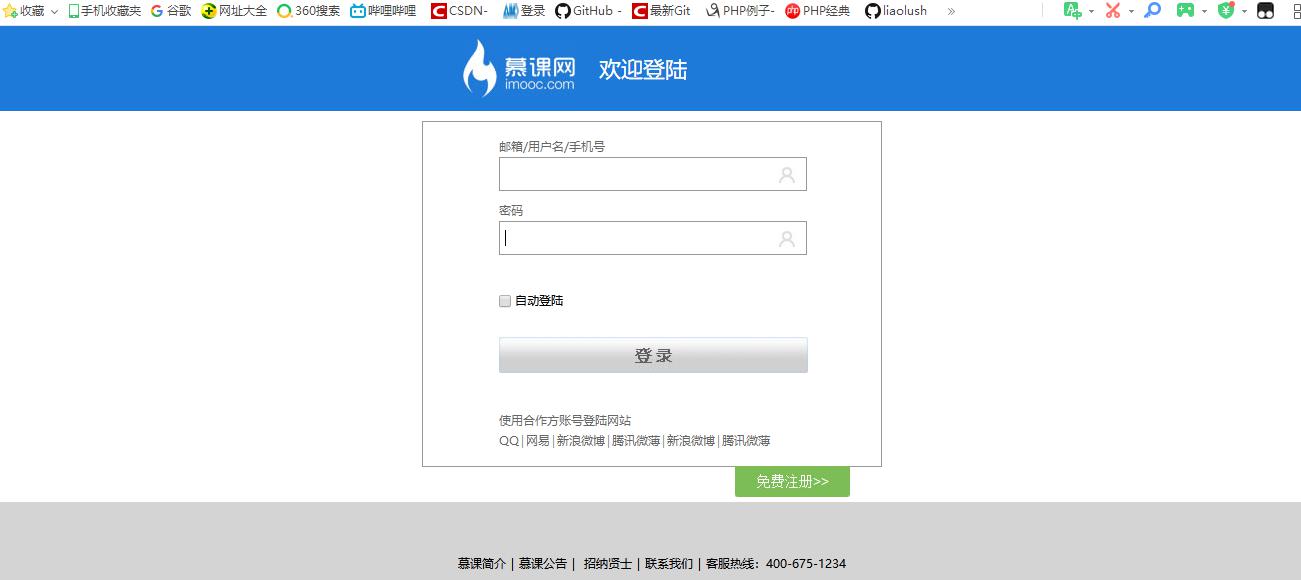 收藏 手机收藏夹 谷歌 网址大全 360搜索 哔哩哔哩 CSDN- 登录 GitHub - 最新Git PHP例子- PHP经典 liaolush »
慕课网 imooc.com 欢迎登陆
邮箱/用户名/手机号
密码
自动登陆
登 录
使用合作方账号登陆网站
QQ | 网易 | 新浪微博 | 腾讯微薄 | 新浪微博 | 腾讯微薄
免费注册>>
慕课简介 | 慕课公告 | 招纳贤士 | 联系我们 | 客服热线：400-675-1234